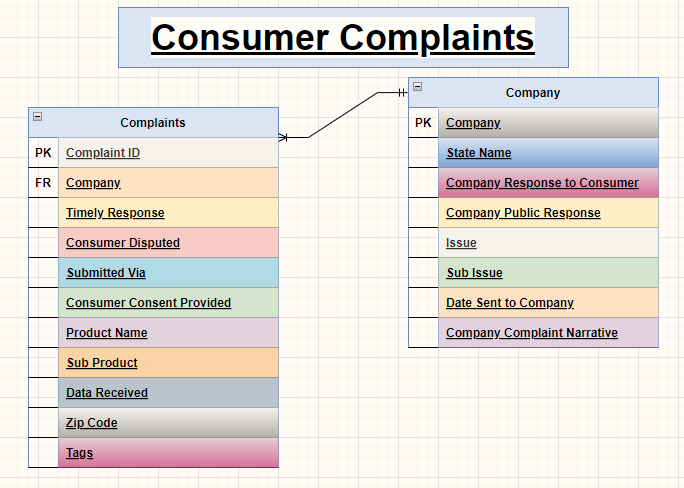 Consumer Complaints
Complaints
PK Complaint ID
FR Company
Timely Response
Consumer Disputed
Submitted Via
Consumer Consent Provided
Product Name
Sub Product
Data Received
Zip Code
Tags
Company
PK Company
State Name
Company Response to Consumer
Company Public Response
Issue
Sub Issue
Date Sent to Company
Company Complaint Narrative